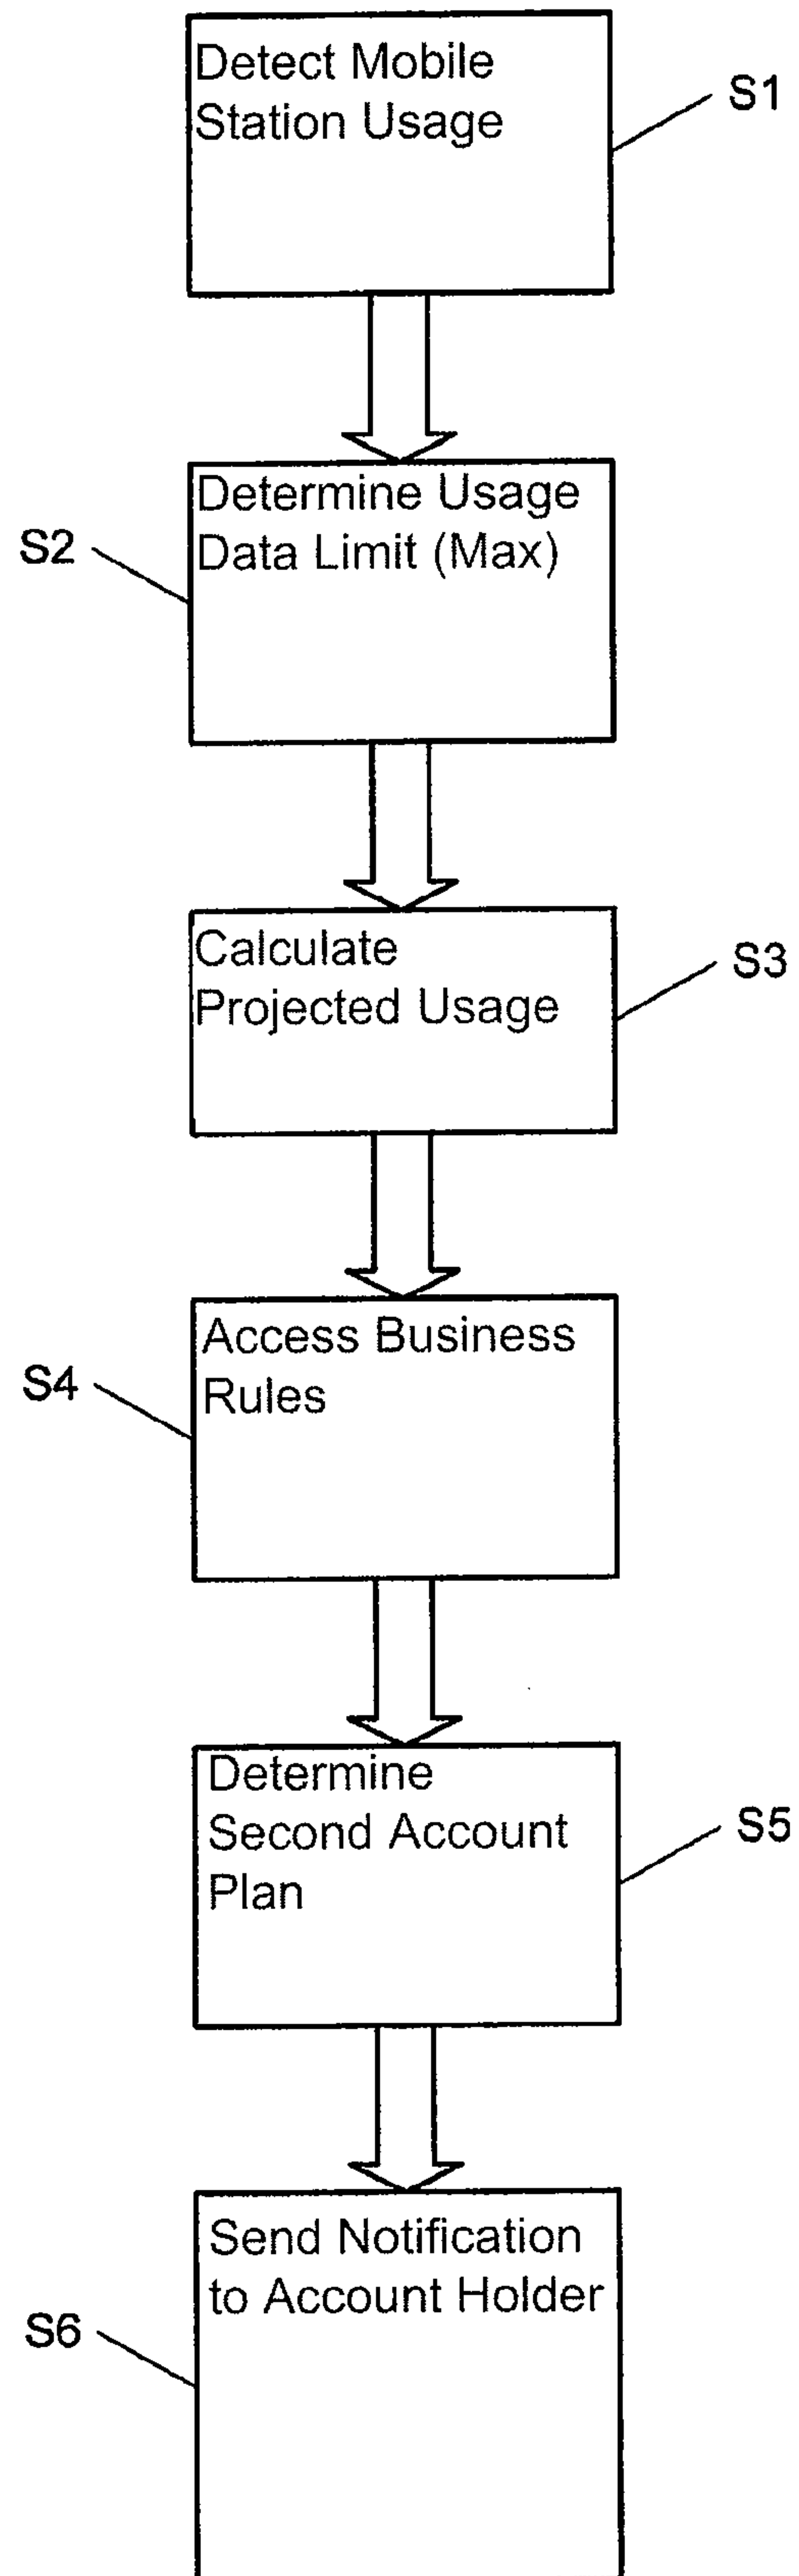 Detect Mobile
Station Usage
S1
Determine Usage
Data Limit (Max)
S2
Calculate
Projected Usage
S3
Access Business
Rules
S4
Determine
Second Account
Plan
S5
Send Notification
to Account Holder
S6